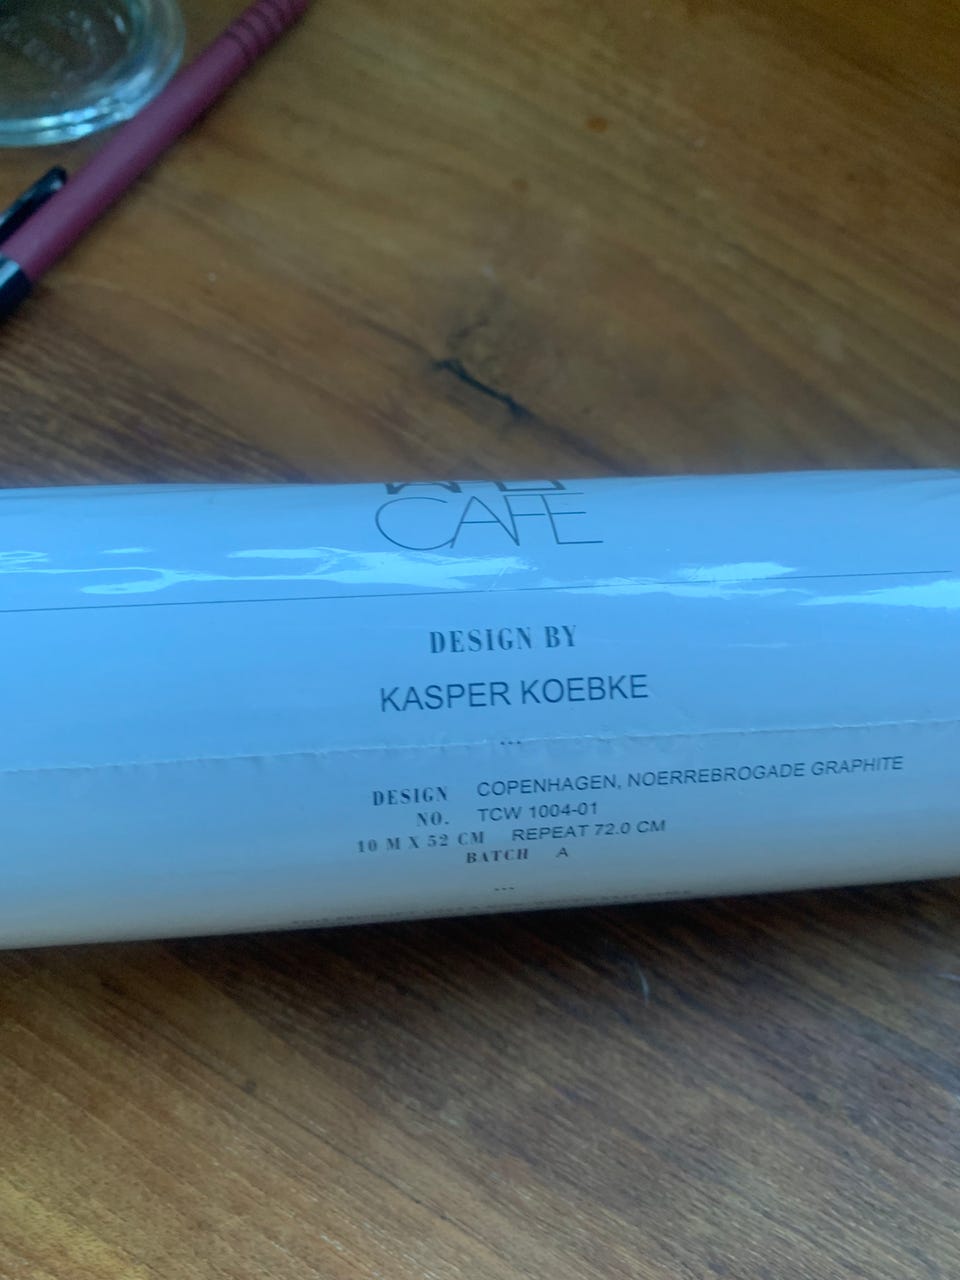 CAFE
DESIGN BY
KASPER KOEBKE
...
DESIGN COPENHAGEN, NOERREBROGADE GRAPHITE
NO. TCW 1004-01
10 M X 52 CM REPEAT 72.0 CM
BATCH A
...